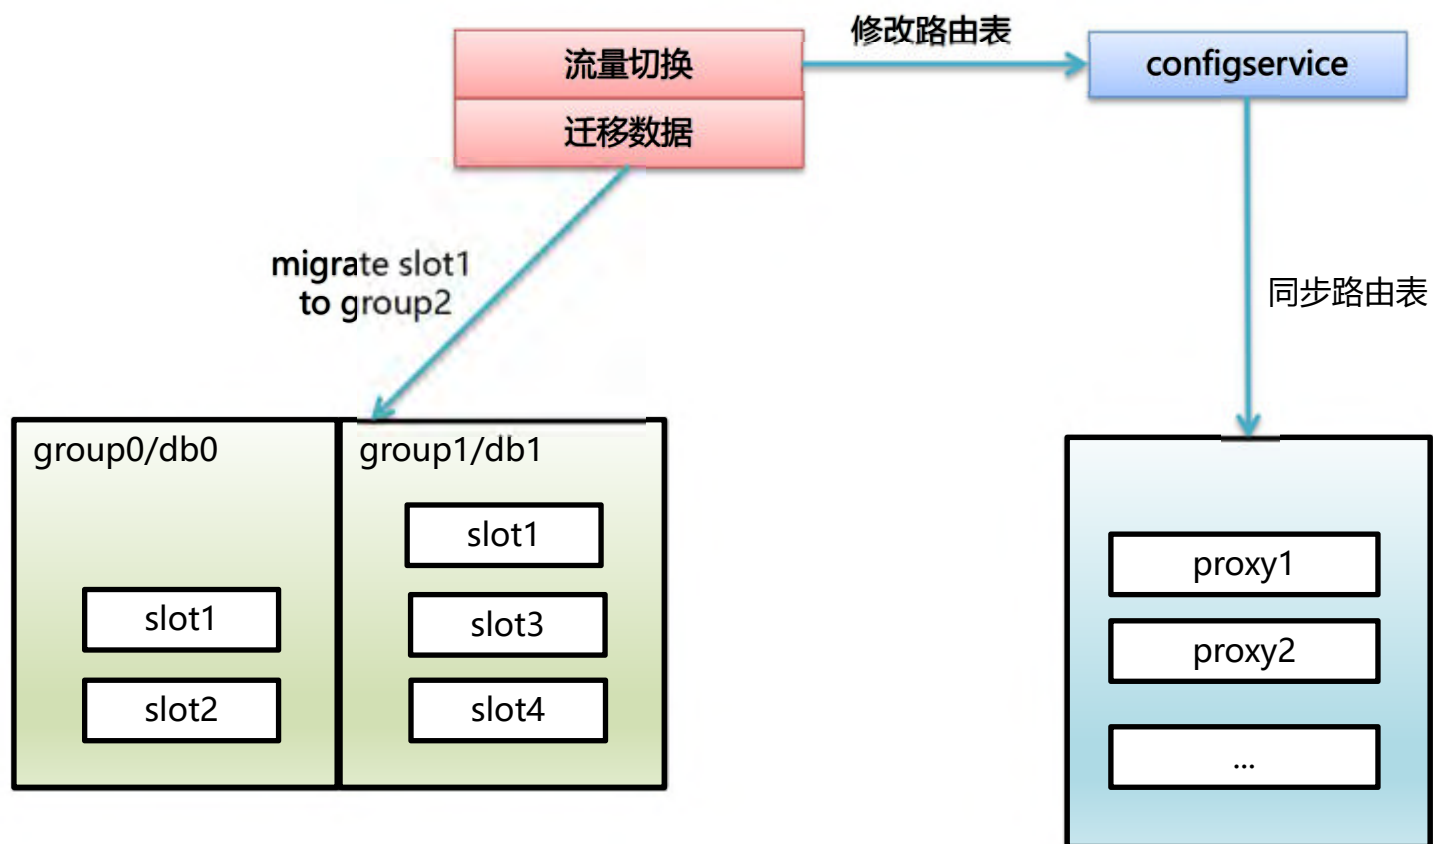 修改路由表
流量切换
configservice
迁移数据
migrate slot1
to group2
同步路由表
group0/db0
group1/db1
slot1
slot1
slot3
slot2
slot4
proxy1
proxy2
...